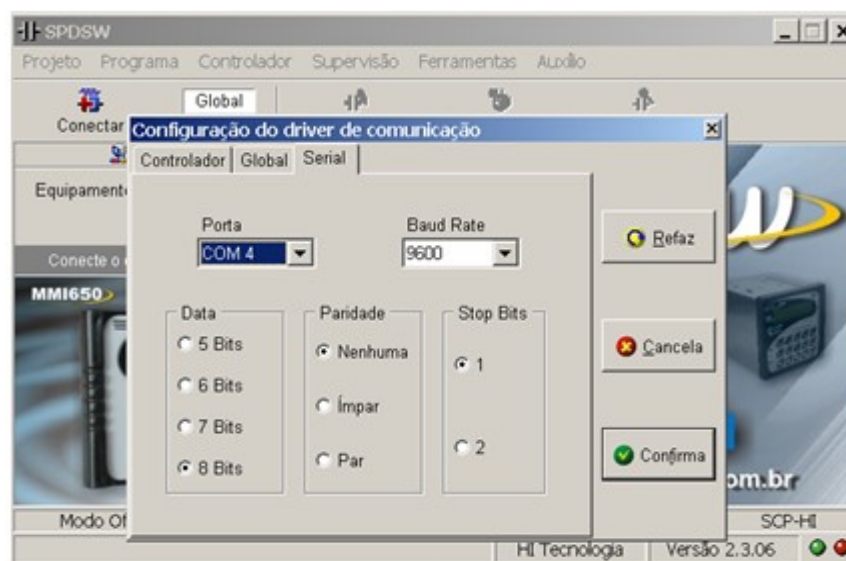 SPDSW
Projeto Programa Controlador Supervisão Ferramentas Auxílio
Conectar Global
Configuração do driver de comunicação
Controlador Global Serial
Equipamento
Porta Baud Rate
COM 4 9600
Refaz
Conecte o
MMI650
Data Paridade Stop Bits
5 Bits Nenhuma 1
6 Bits Ímpar
7 Bits Par 2
8 Bits
Cancela
Confirma
om.br
Modo Of SCP-HI
HI Tecnologia Versão 2.3.06